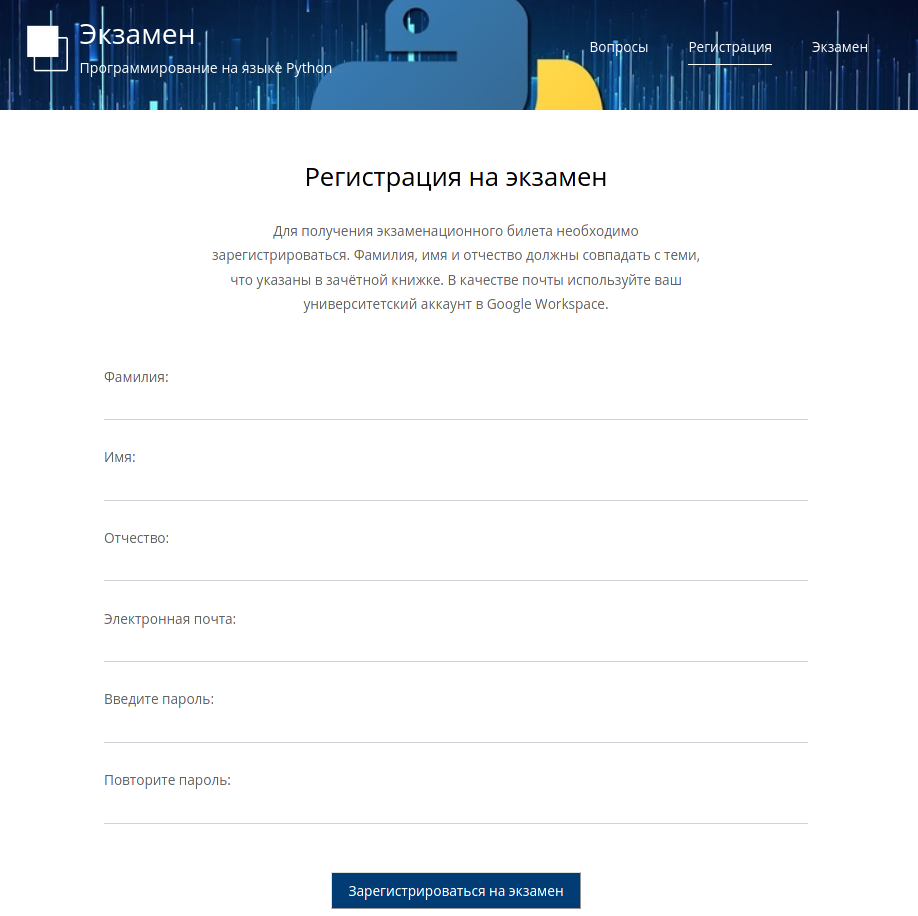 Экзамен
Программирование на языке Python
Вопросы
Регистрация
Экзамен
Регистрация на экзамен
Для получения экзаменационного билета необходимо
зарегистрироваться. Фамилия, имя и отчество должны совпадать с теми,
что указаны в зачётной книжке. В качестве почты используйте ваш
университетский аккаунт в Google Workspace.
Фамилия:
Имя:
Отчество:
Электронная почта:
Введите пароль:
Повторите пароль:
Зарегистрироваться на экзамен